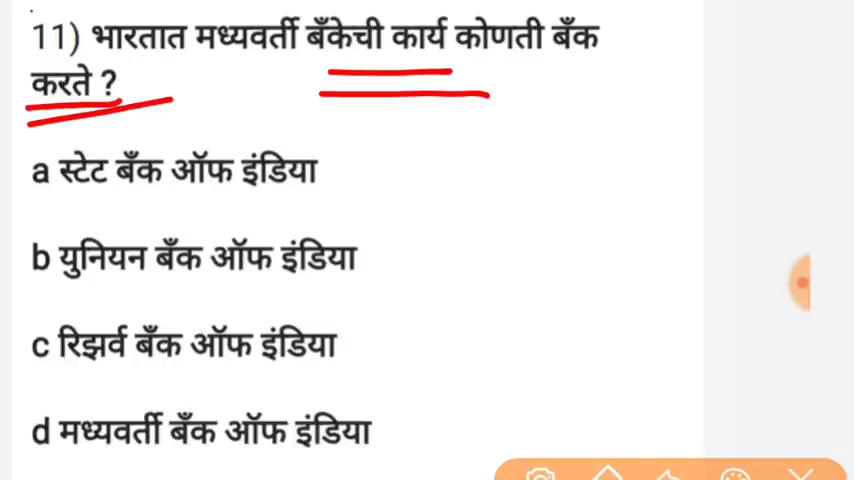 11) भारतात मध्यवर्ती बँकेची कार्य कोणती बँक
करते ?
a स्टेट बँक ऑफ इंडिया
b युनियन बँक ऑफ इंडिया
c रिझर्व बँक ऑफ इंडिया
d मध्यवर्ती बँक ऑफ इंडिया